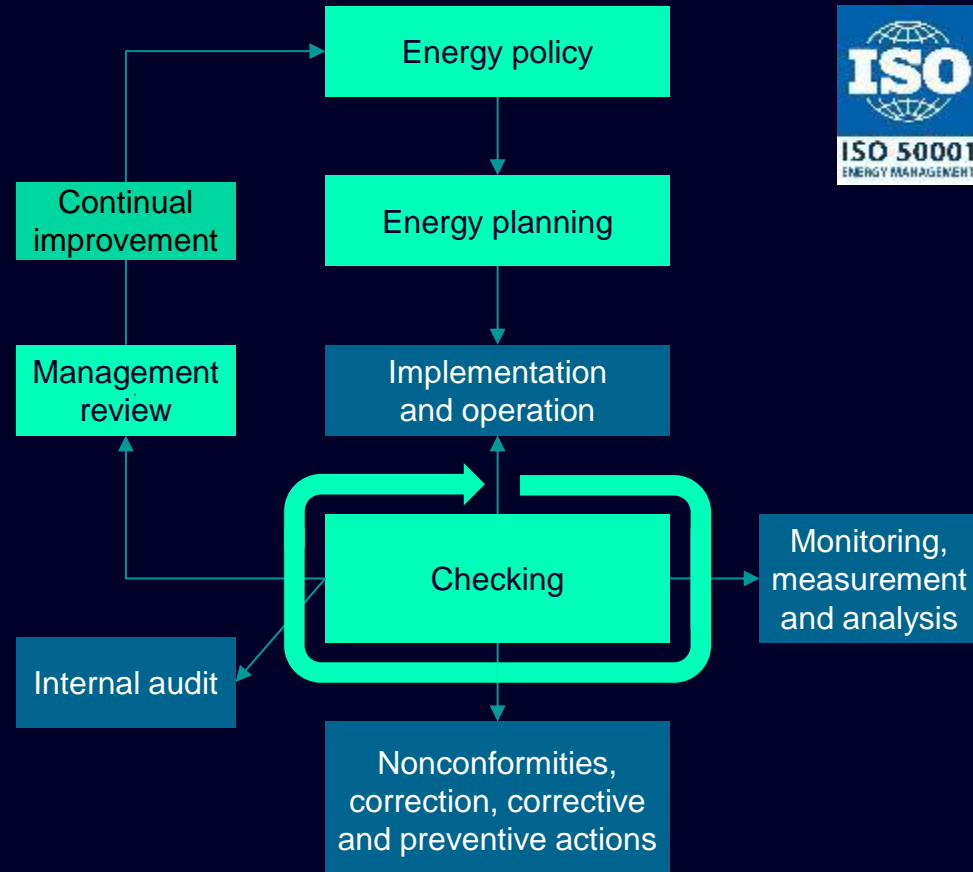 Energy policy
ISO
ISO 50001
ENERGY MANAGEMENT
Continual
improvement
Energy planning
Management
review
Implementation
and operation
Checking
Monitoring,
measurement
and analysis
Internal audit
Nonconformities,
correction, corrective
and preventive actions